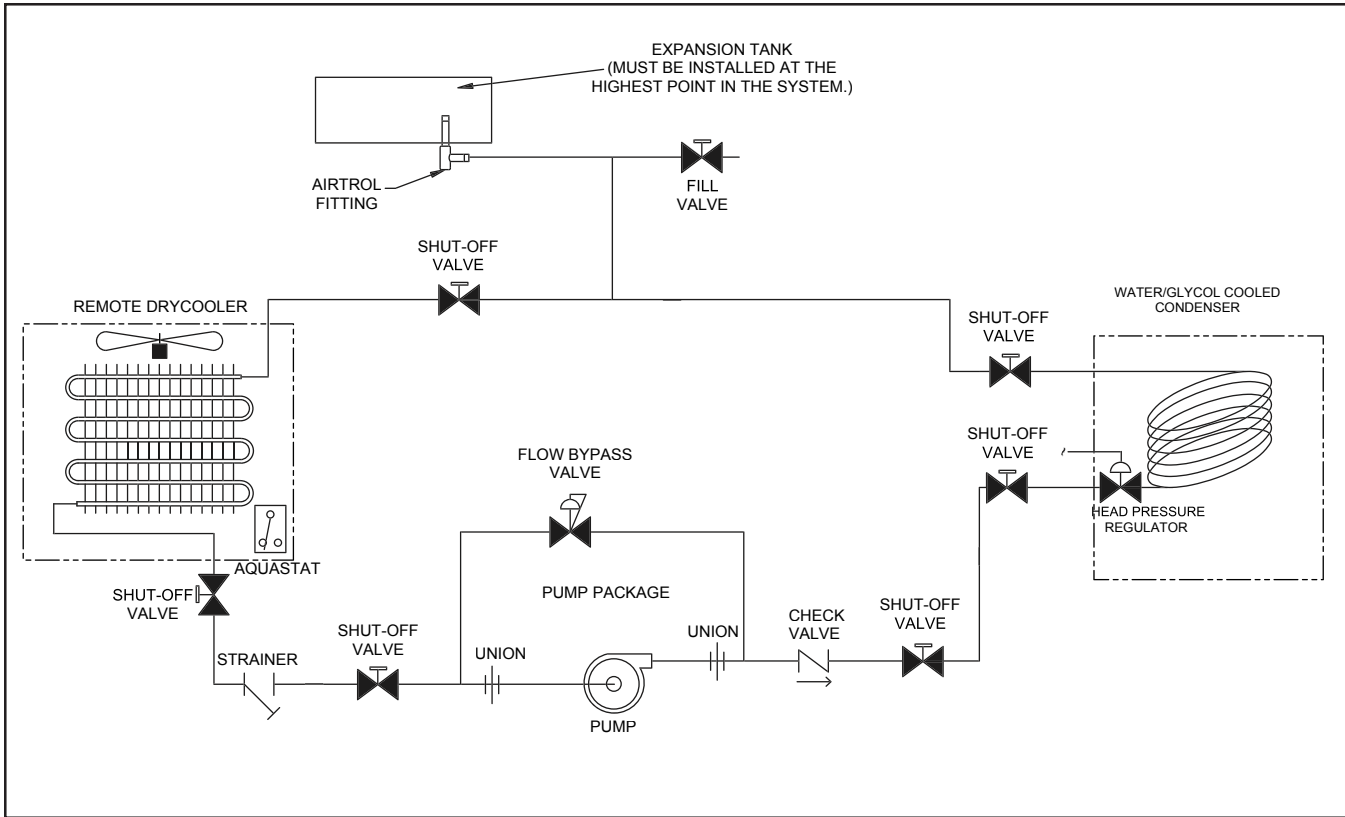 EXPANSION TANK
(MUST BE INSTALLED AT THE
HIGHEST POINT IN THE SYSTEM.)
AIRTROL
FITTING
FILL
VALVE
SHUT-OFF
VALVE
REMOTE DRYCOOLER
WATER/GLYCOL COOLED
CONDENSER
SHUT-OFF
VALVE
SHUT-OFF
VALVE
FLOW BYPASS
VALVE
HEAD PRESSURE
REGULATOR
AQUASTAT
SHUT-OFF
VALVE
PUMP PACKAGE
SHUT-OFF
VALVE
STRAINER
UNION
UNION
CHECK
VALVE
SHUT-OFF
VALVE
PUMP